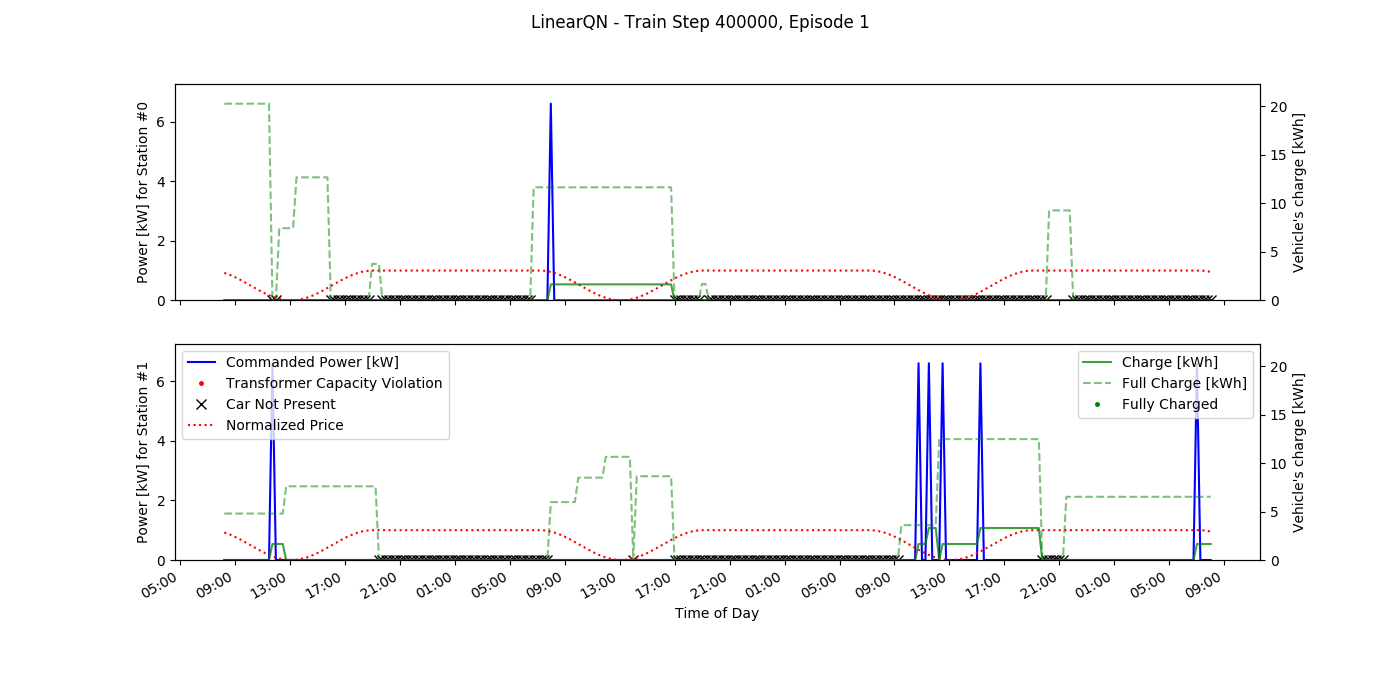 LinearQN - Train Step 400000, Episode 1
Power [kW] for Station #0
6
4
2
0
20
15
10
5
0
Vehicle's charge [kWh]
Power [kW] for Station #1
6
4
2
0
Commanded Power [kW]
Transformer Capacity Violation
Car Not Present
Normalized Price
Charge [kWh]
Full Charge [kWh]
Fully Charged
20
15
10
5
0
Vehicle's charge [kWh]
05:00 09:00 13:00 17:00 21:00 01:00 05:00 09:00 13:00 17:00 21:00 01:00 05:00 09:00 13:00 17:00 21:00 01:00 05:00 09:00
Time of Day